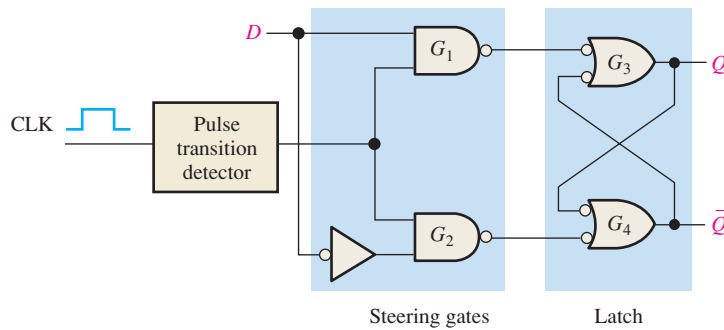 D
G1
G3
Q
CLK
Pulse
transition
detector
G2
G4
Q̅
Steering gates
Latch